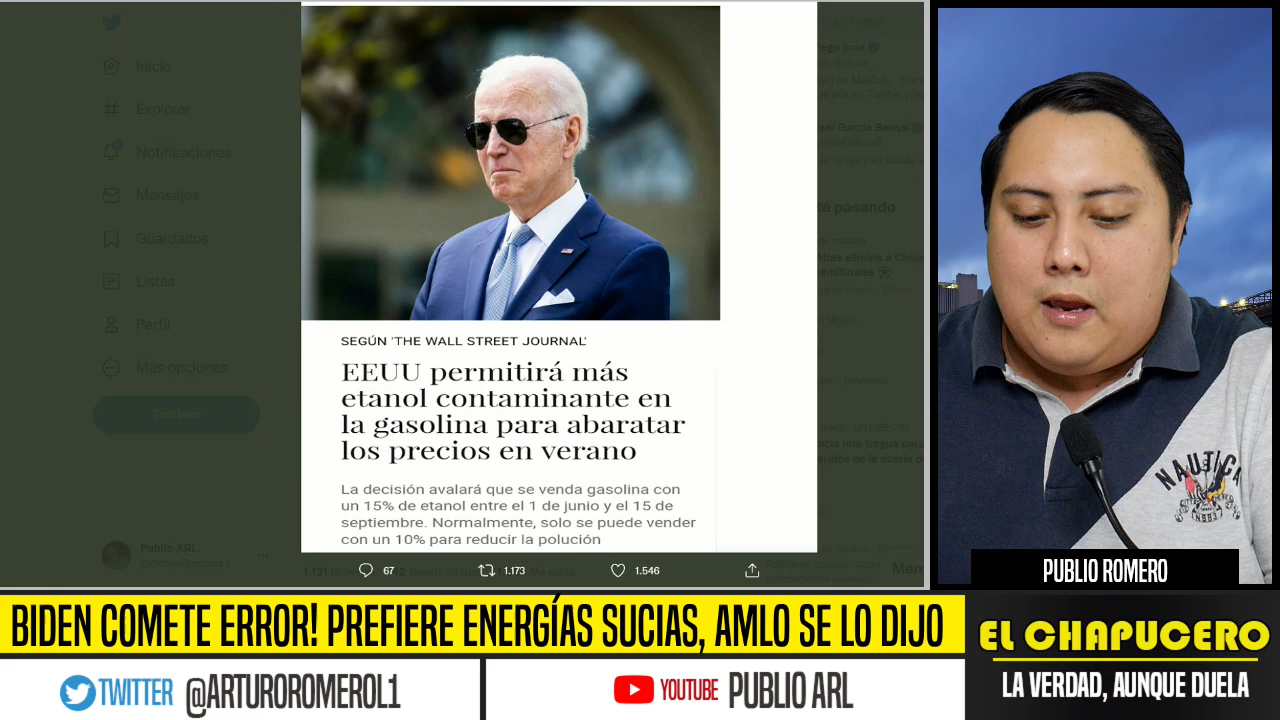 Inicio
Explorar
Notificaciones
Mensajes
Guardados
Listas
Perfil
Más opciones
Publio ARL.
SEGÚN 'THE WALL STREET JOURNAL'
EEUU permitirá más
etanol contaminante en
la gasolina para abaratar
los precios en verano
La decisión avalará que se venda gasolina con
un 15% de etanol entre el 1 de junio y el 15 de
septiembre. Normalmente, solo se puede vender
con un 10% para reducir la polución
67
1.173
1.546
pasando
NAUTICA
PUBLIO ROMERO
BIDEN COMETE ERROR! PREFIERE ENERGÍAS SUCIAS, AMLO SE LO DIJO
EL CHAPUCERO
LA VERDAD, AUNQUE DUELA
TWITTER @ARTUROROMEROL1
YOUTUBE PUBLIO ARL